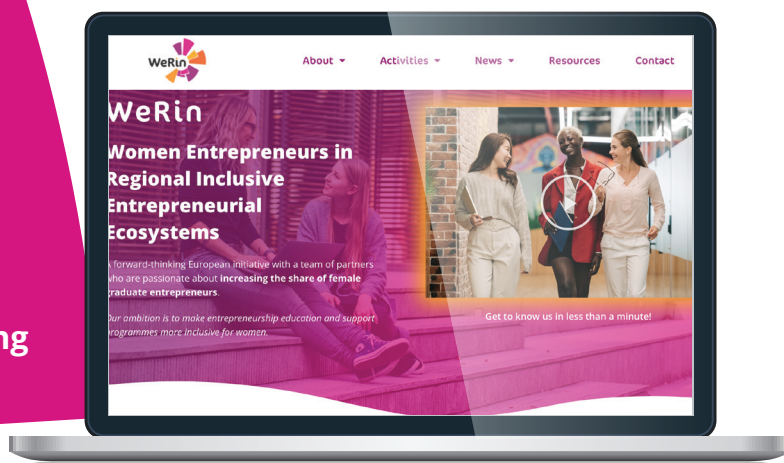 WeRin
About
Activities
News
Resources
Contact
WeRin
Women Entrepreneurs in
Regional Inclusive
Entrepreneurial
Ecosystems
A forward-thinking European initiative with a team of partners
who are passionate about increasing the share of female
graduate entrepreneurs.
Our ambition is to make entrepreneurship education and support
programmes more inclusive for women.
Get to know us in less than a minute!
ng